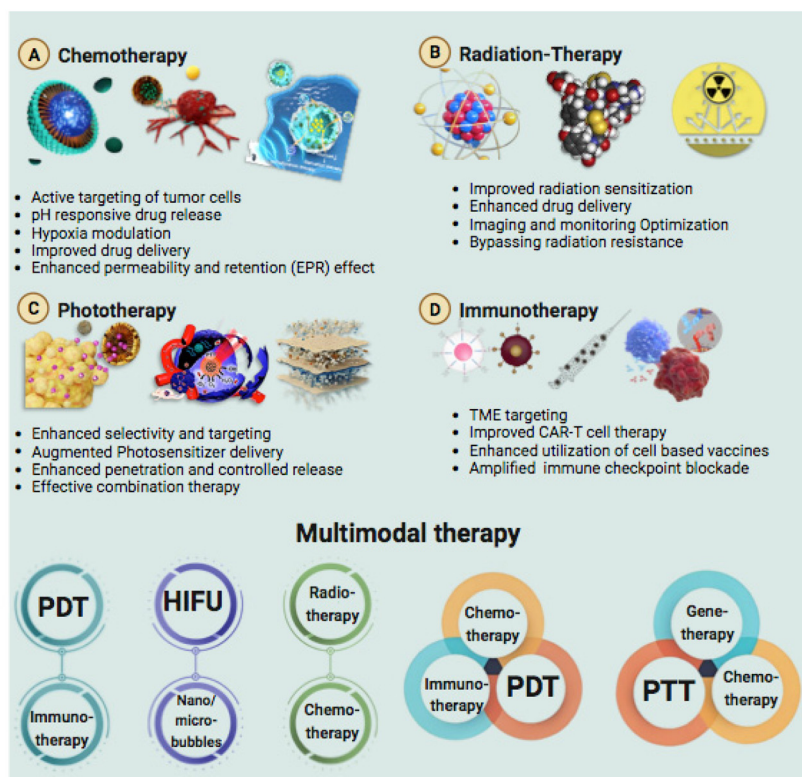 A Chemotherapy
• Active targeting of tumor cells
• pH responsive drug release
• Hypoxia modulation
• Improved drug delivery
• Enhanced permeability and retention (EPR) effect
B Radiation-Therapy
• Improved radiation sensitization
• Enhanced drug delivery
• Imaging and monitoring Optimization
• Bypassing radiation resistance
C Phototherapy
• Enhanced selectivity and targeting
• Augmented Photosensitizer delivery
• Enhanced penetration and controlled release
• Effective combination therapy
D Immunotherapy
• TME targeting
• Improved CAR-T cell therapy
• Enhanced utilization of cell based vaccines
• Amplified immune checkpoint blockade
Multimodal therapy
PDT
Immuno-
therapy
HIFU
Nano/
micro-
bubbles
Radio-
therapy
Chemo-
therapy
Chemo-
therapy
Immuno-
therapy
PDT
Gene-
therapy
PTT
Chemo-
therapy